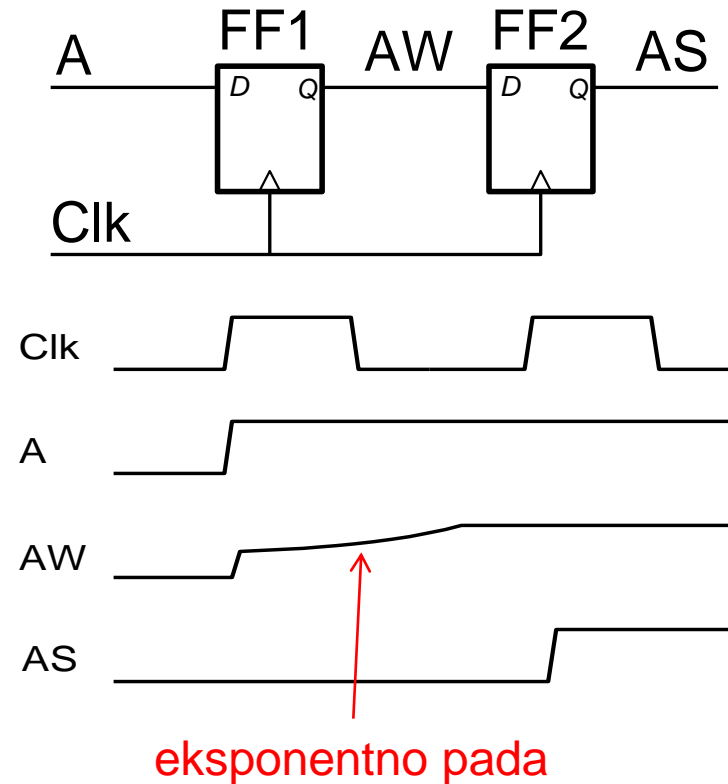 FF1 FF2
A AW AS
D Q D Q
Clk
Clk
A
AW
AS
eksponentno pada